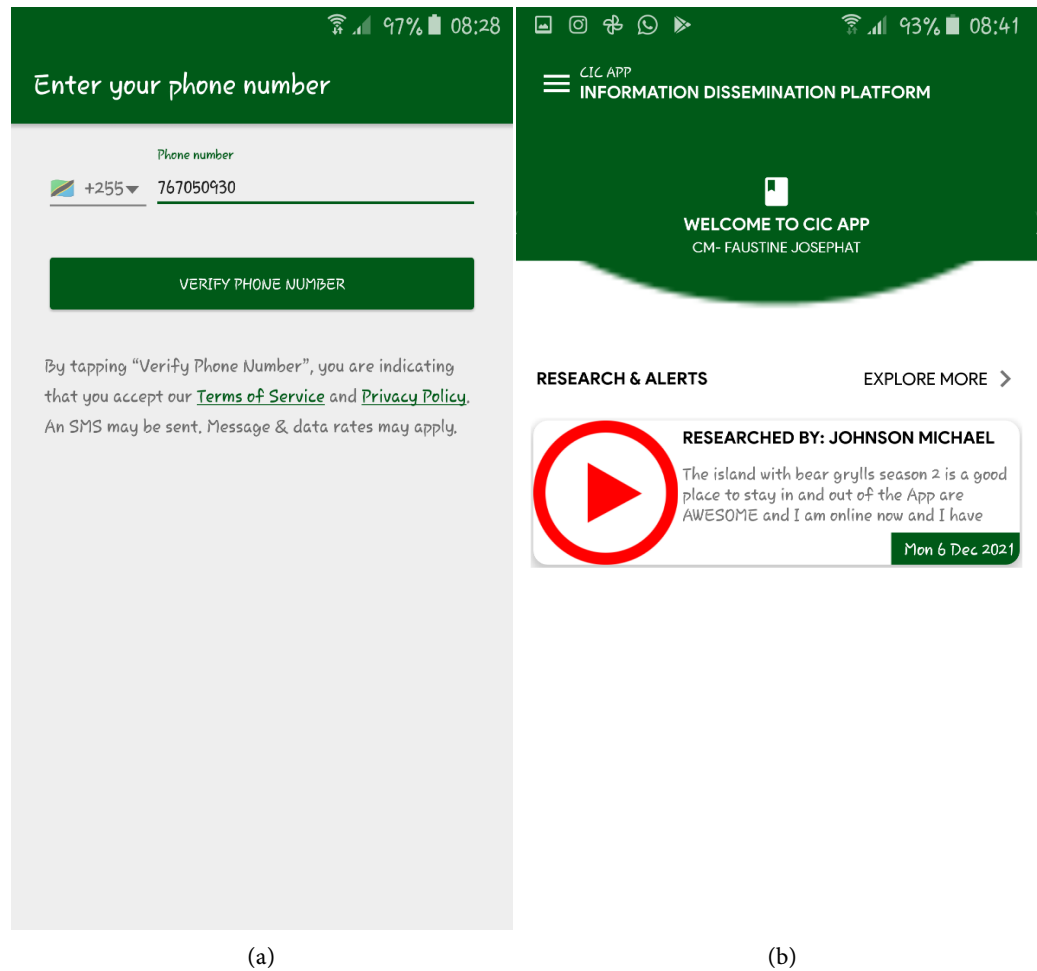 97% 08:28
Enter your phone number
Phone number
+255 767050930
VERIFY PHONE NUMBER
By tapping “Verify Phone Number”, you are indicating
that you accept our Terms of Service and Privacy Policy.
An SMS may be sent. Message & data rates may apply.
(a)
93% 08:41
CIC APP
INFORMATION DISSEMINATION PLATFORM
WELCOME TO CIC APP
CM- FAUSTINE JOSEPHAT
RESEARCH & ALERTS EXPLORE MORE
RESEARCHED BY: JOHNSON MICHAEL
The island with bear grylls season 2 is a good
place to stay in and out of the App are
AWESOME and I am online now and I have
Mon 6 Dec 2021
(b)